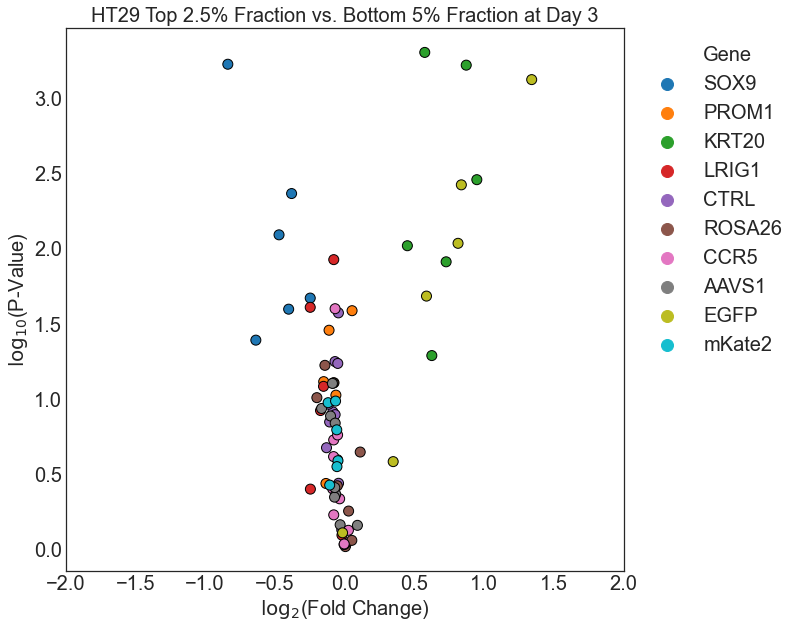 HT29 Top 2.5% Fraction vs. Bottom 5% Fraction at Day 3
Gene
SOX9
PROM1
KRT20
LRIG1
CTRL
ROSA26
CCR5
AAVS1
EGFP
mKate2
log₁₀(P-Value)
3.0
2.5
2.0
1.5
1.0
0.5
0.0
−2.0 −1.5 −1.0 −0.5 0.0 0.5 1.0 1.5 2.0
log₂(Fold Change)